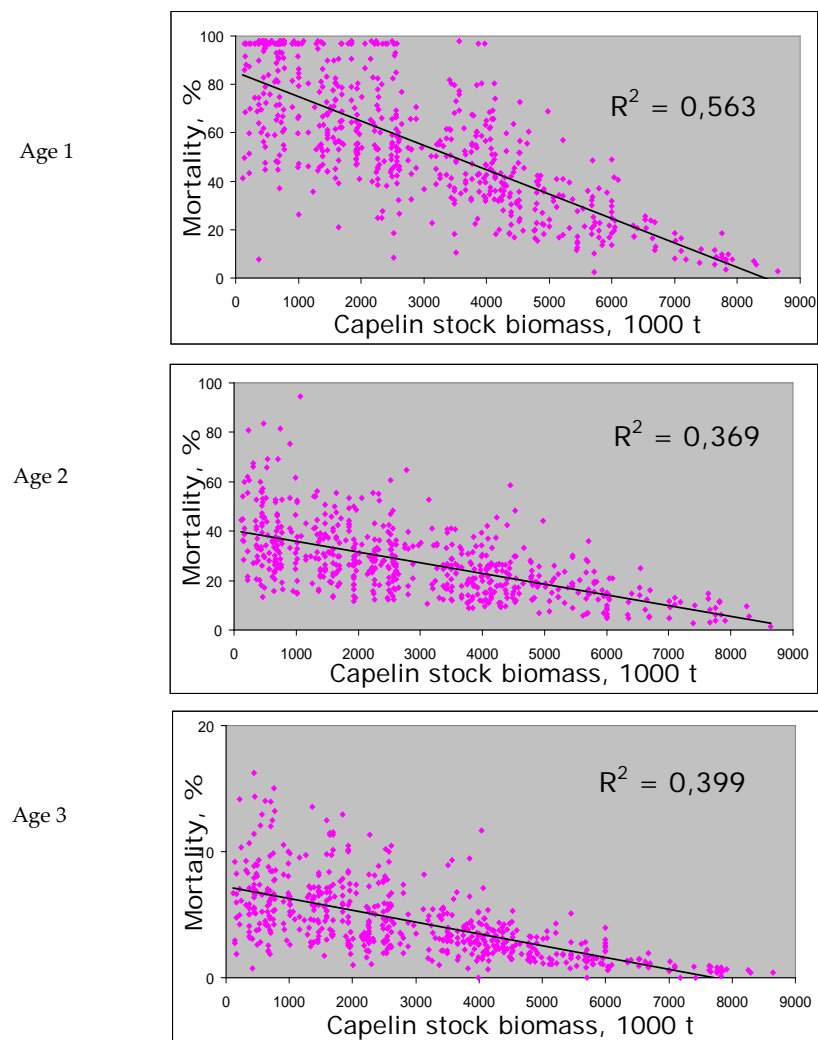 Age 1
Mortality, %
100
80
60
40
20
0
R² = 0,563
0 1000 2000 3000 4000 5000 6000 7000 8000 9000
Capelin stock biomass, 1000 t
Age 2
Mortality, %
100
80
60
40
20
0
R² = 0,369
0 1000 2000 3000 4000 5000 6000 7000 8000 9000
Capelin stock biomass, 1000 t
Age 3
Mortality, %
20
10
0
R² = 0,399
0 1000 2000 3000 4000 5000 6000 7000 8000 9000
Capelin stock biomass, 1000 t